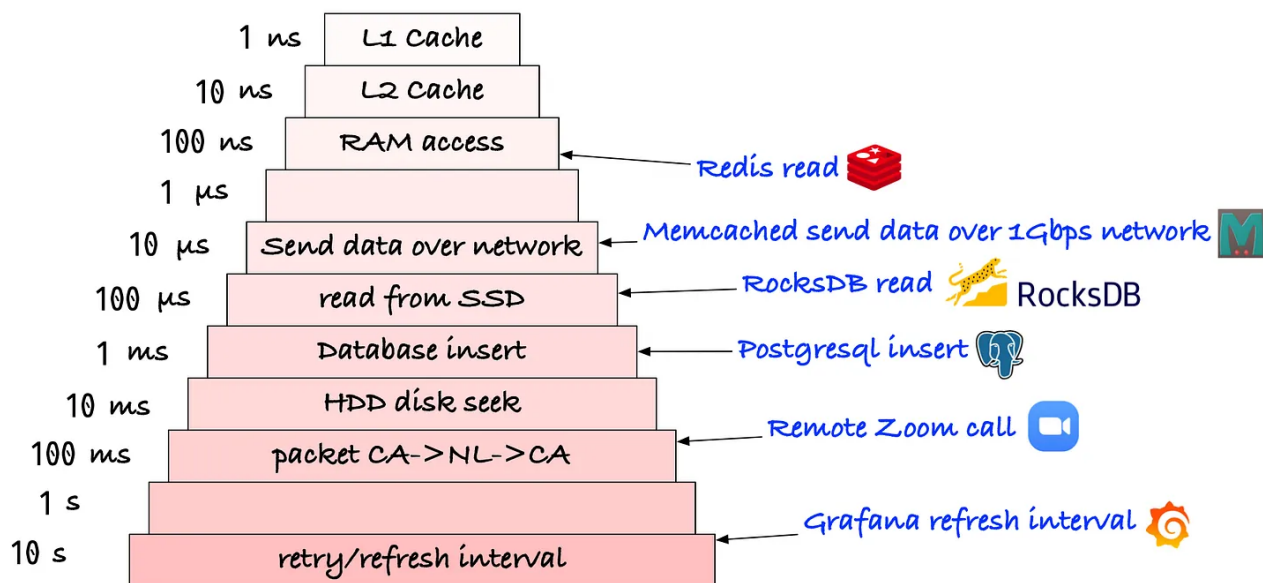 1 ns L1 Cache
10 ns L2 Cache
100 ns RAM access
Redis read
1 µs
10 µs Send data over network Memcached send data over 1Gbps network M
100 µs read from SSD RocksDB read RocksDB
1 ms Database insert Postgresql insert
10 ms HDD disk seek
100 ms packet CA->NL->CA Remote Zoom call
1 s
10 s retry/refresh interval Grafana refresh interval